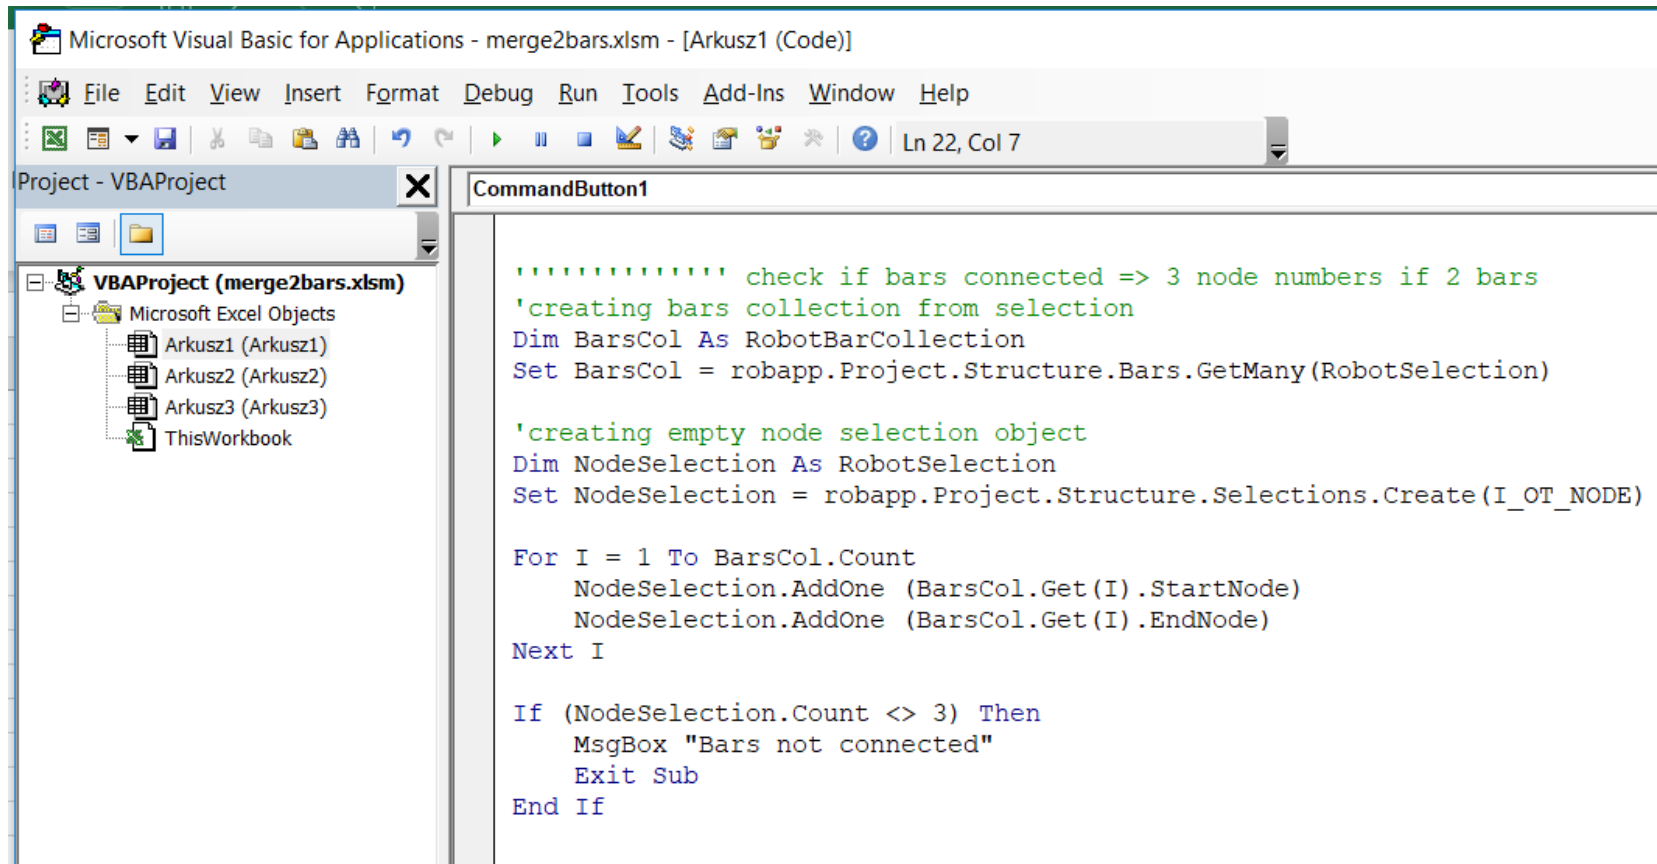 Microsoft Visual Basic for Applications - merge2bars.xlsm - [Arkusz1 (Code)]
File Edit View Insert Format Debug Run Tools Add-Ins Window Help
Ln 22, Col 7
Project - VBAProject
CommandButton1
VBAProject (merge2bars.xlsm)
Microsoft Excel Objects
Arkusz1 (Arkusz1)
Arkusz2 (Arkusz2)
Arkusz3 (Arkusz3)
ThisWorkbook
'''''''''''''' check if bars connected => 3 node numbers if 2 bars
'creating bars collection from selection
Dim BarsCol As RobotBarCollection
Set BarsCol = robapp.Project.Structure.Bars.GetMany(RobotSelection)
'creating empty node selection object
Dim NodeSelection As RobotSelection
Set NodeSelection = robapp.Project.Structure.Selections.Create(I_OT_NODE)
For I = 1 To BarsCol.Count
NodeSelection.AddOne (BarsCol.Get(I).StartNode)
NodeSelection.AddOne (BarsCol.Get(I).EndNode)
Next I
If (NodeSelection.Count <> 3) Then
MsgBox "Bars not connected"
Exit Sub
End If